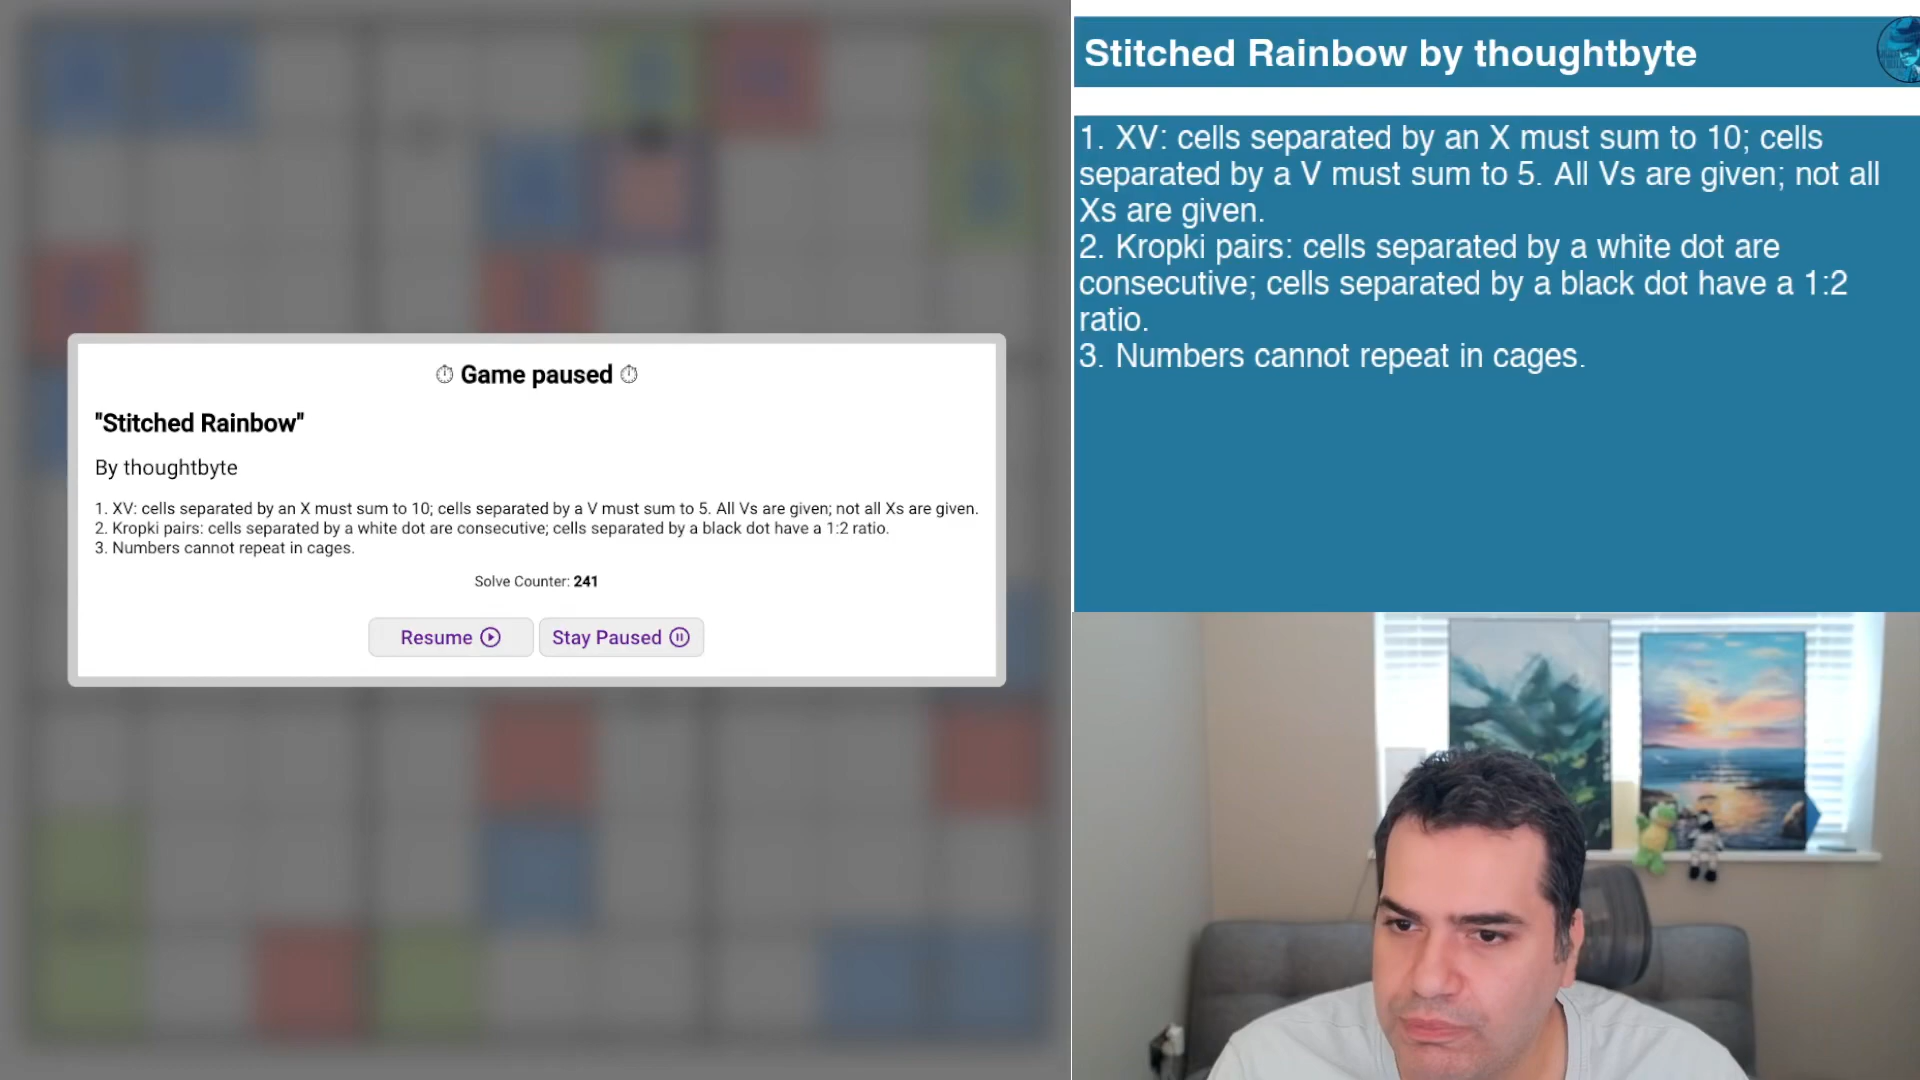 Stitched Rainbow by thoughtbyte
1. XV: cells separated by an X must sum to 10; cells
separated by a V must sum to 5. All Vs are given; not all
Xs are given.
2. Kropki pairs: cells separated by a white dot are
consecutive; cells separated by a black dot have a 1:2
ratio.
3. Numbers cannot repeat in cages.
Game paused
"Stitched Rainbow"
By thoughtbyte
1. XV: cells separated by an X must sum to 10; cells separated by a V must sum to 5. All Vs are given; not all Xs are given.
2. Kropki pairs: cells separated by a white dot are consecutive; cells separated by a black dot have a 1:2 ratio.
3. Numbers cannot repeat in cages.
Solve Counter: 241
Resume
Stay Paused